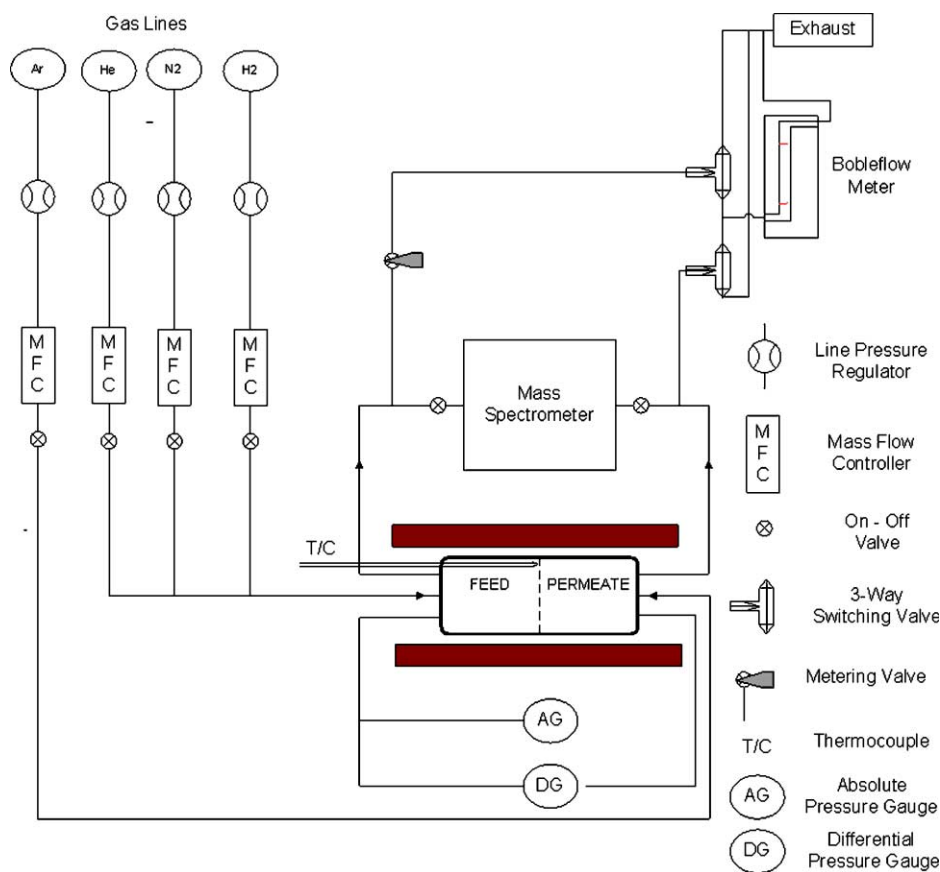 Gas Lines
Ar
He
N2
H2
Exhaust
Bobleflow
Meter
M
F
C
M
F
C
M
F
C
M
F
C
Mass
Spectrometer
Line Pressure
Regulator
M
F
C
Mass Flow
Controller
On - Off
Valve
T/C
FEED
PERMEATE
3-Way
Switching Valve
Metering Valve
AG
T/C
Thermocouple
DG
AG
Absolute
Pressure Gauge
DG
Differential
Pressure Gauge